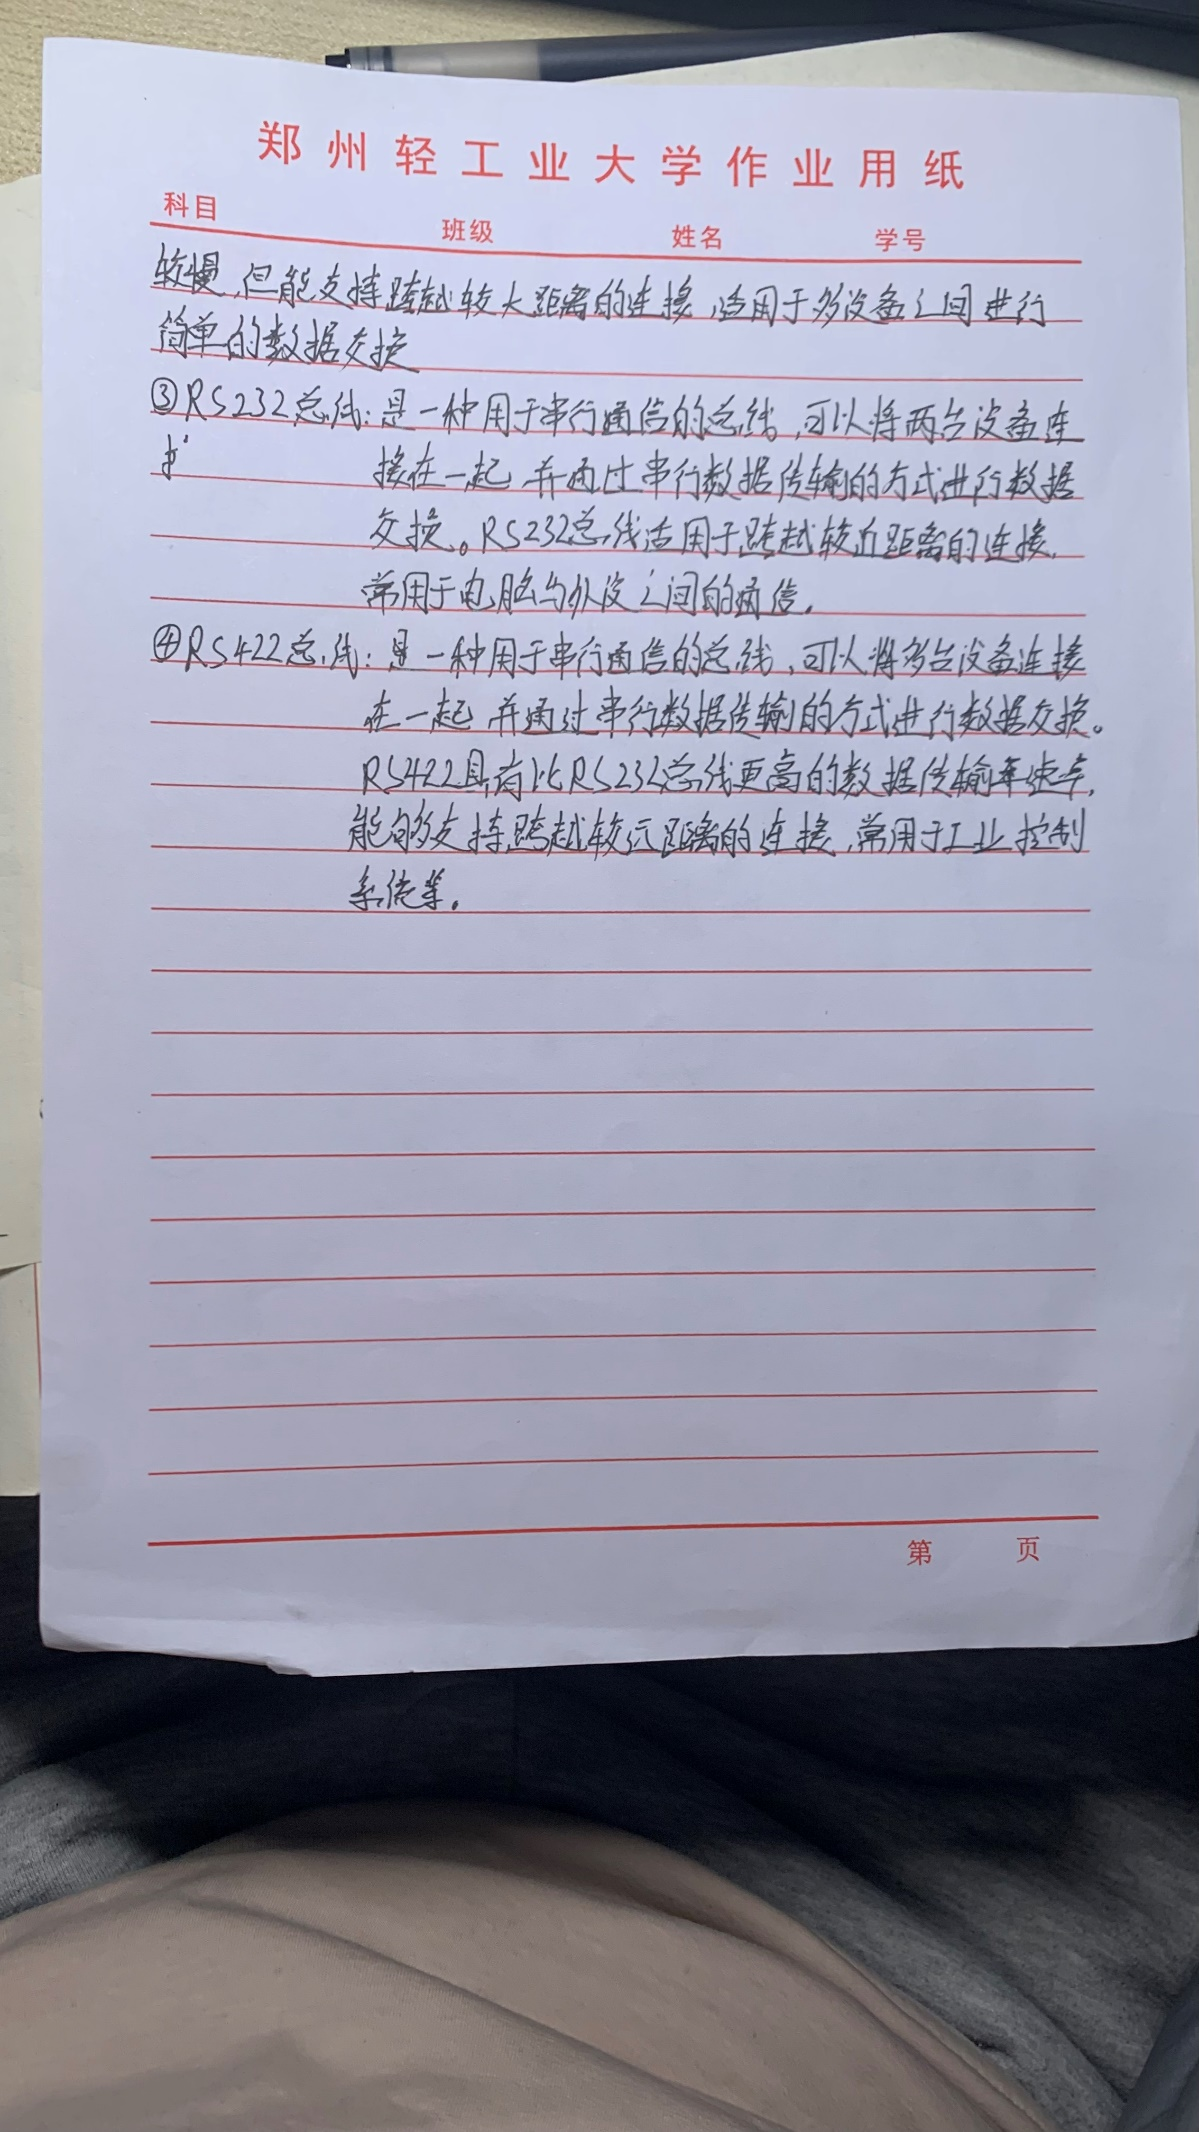 郑州轻工业大学作业用纸
科目 班级 姓名 学号
较慢，但能支持跨越较大距离的连接，适用于多设备之间进行
简单的数据交换
③RS232总线：是一种用于串行通信的总线，可以将两台设备连
接在一起，并通过串行数据传输的方式进行数据
交换。RS232总线适用于跨越较近距离的连接，
常用于电脑与外设之间的通信。
④RS422总线：是一种用于串行通信的总线，可以将多台设备连接
在一起，并通过串行数据传输的方式进行数据交换。
RS422具有比RS232总线更高的数据传输速率，
能够支持跨越较远距离的连接，常用于工业控制
系统等。
第 页